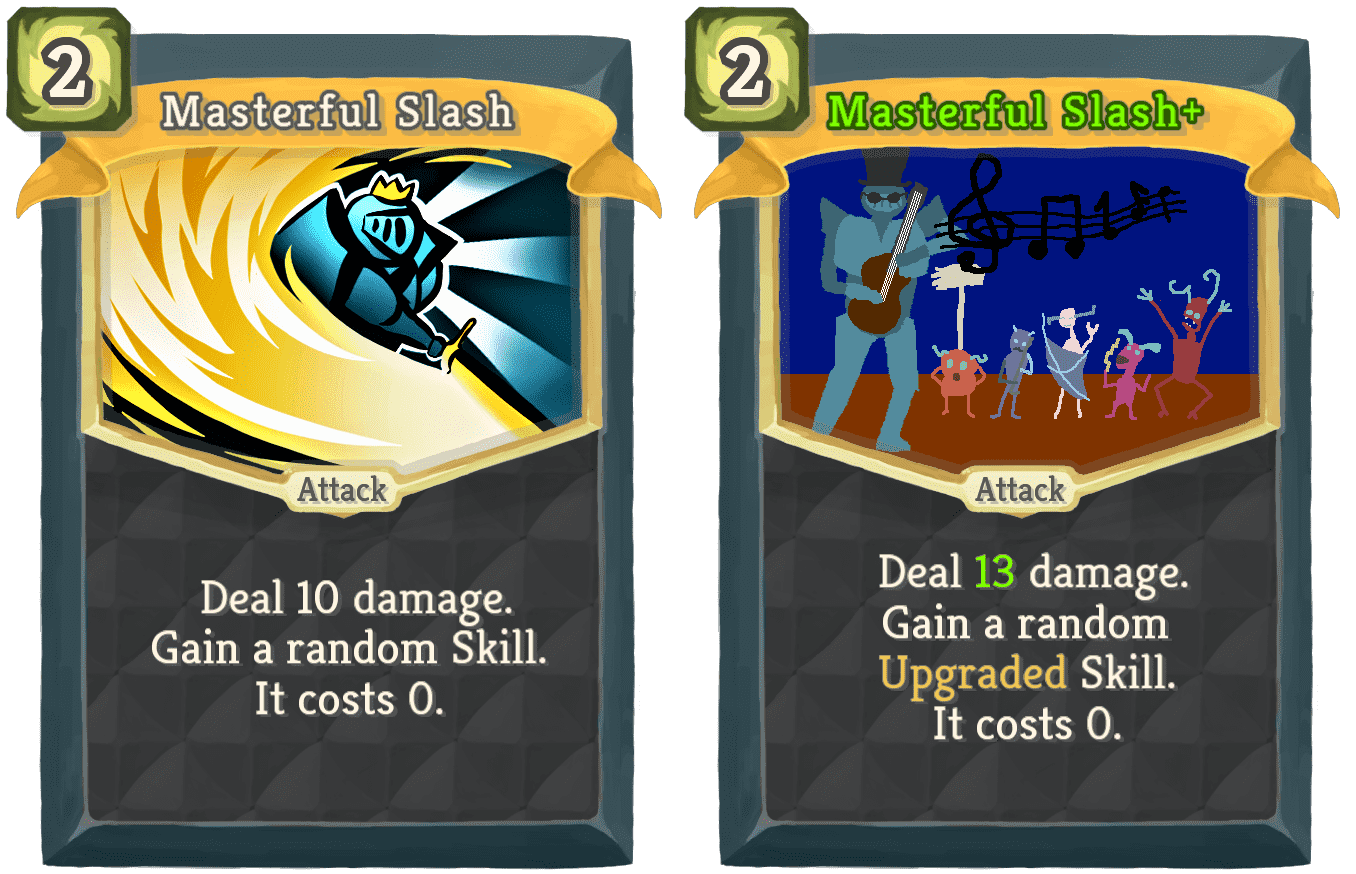 2
Masterful Slash
Attack
Deal 10 damage.
Gain a random Skill.
It costs 0.
2
Masterful Slash+
Attack
Deal 13 damage.
Gain a random
Upgraded Skill.
It costs 0.